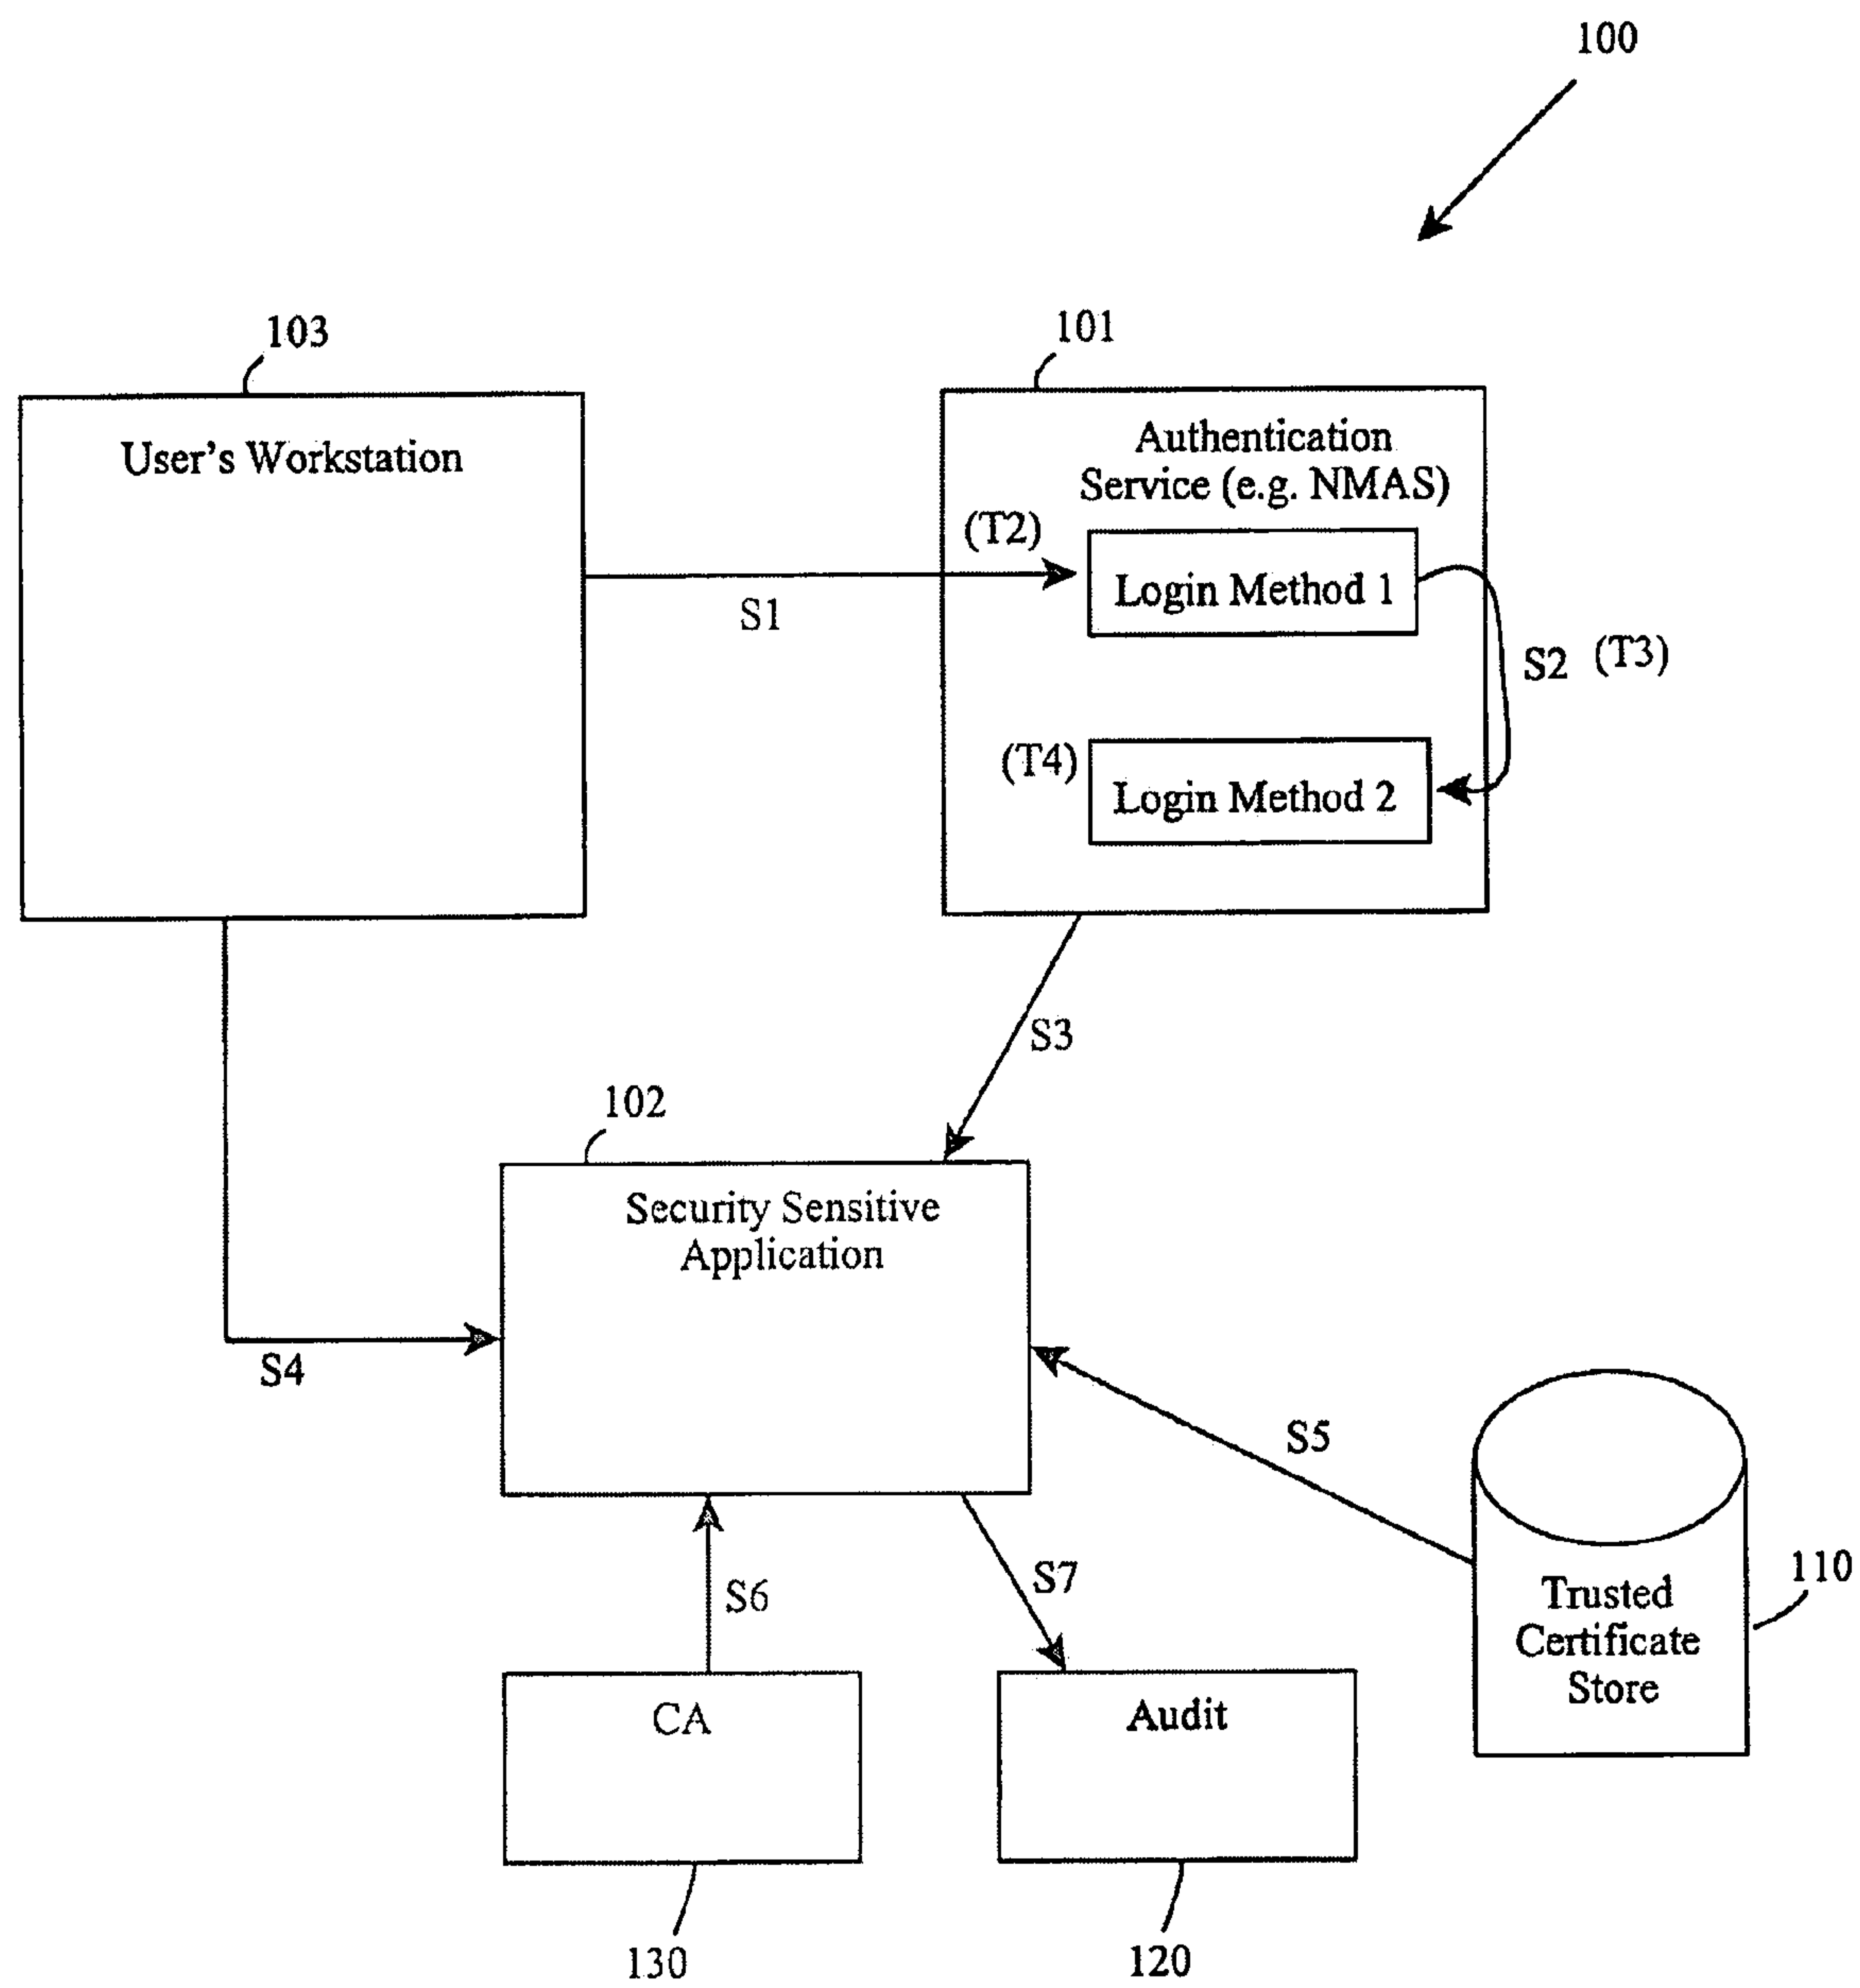 100
103
101
User's Workstation
Authentication
Service (e.g. NMAS)
(T2)
Login Method 1
S1
S2 (T3)
(T4)
Login Method 2
S3
102
Security Sensitive
Application
S4
S5
S6
S7
110
Trusted
Certificate
Store
CA
Audit
130
120